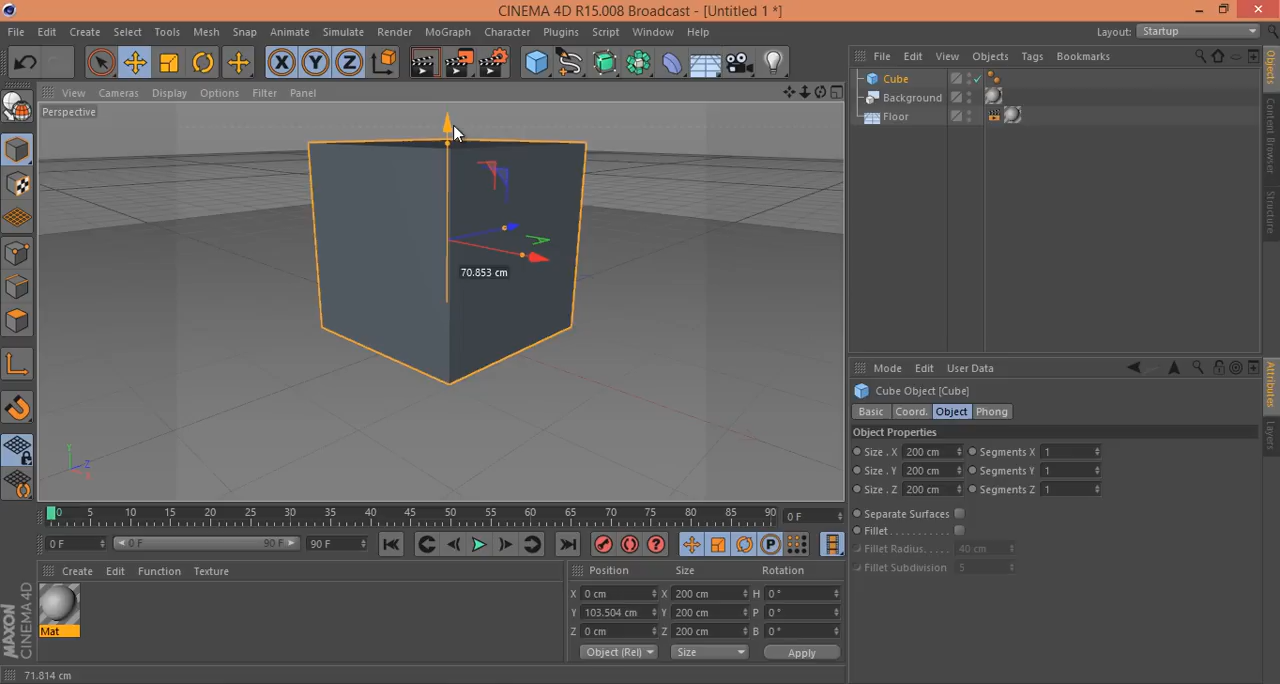 CINEMA 4D R15.008 Broadcast - [Untitled 1 *]
File Edit Create Select Tools Mesh Snap Animate Simulate Render MoGraph Character Plugins Script Window Help
Layout: Startup
X Y Z
File Edit View Objects Tags Bookmarks
View Cameras Display Options Filter Panel
Perspective
Cube
Background
Floor
Objects
Content Browser
Structure
70.853 cm
Y
Z
X
Mode Edit User Data
Cube Object [Cube]
Basic Coord. Object Phong
Object Properties
Size . X 200 cm Segments X 1
Size . Y 200 cm Segments Y 1
Size . Z 200 cm Segments Z 1
Separate Surfaces
Fillet . . . . . . . . . .
Fillet Radius. . . . . 40 cm
Fillet Subdivision 5
Attributes
Layers
0 5 10 15 20 25 30 35 40 45 50 55 60 65 70 75 80 85 90 0 F
0 F 0 F 90 F 90 F P
Create Edit Function Texture
Mat
Position Size Rotation
X 0 cm X 200 cm H 0 °
Y 103.504 cm Y 200 cm P 0 °
Z 0 cm Z 200 cm B 0 °
Object (Rel) Size Apply
MAXON
CINEMA 4D
71.814 cm